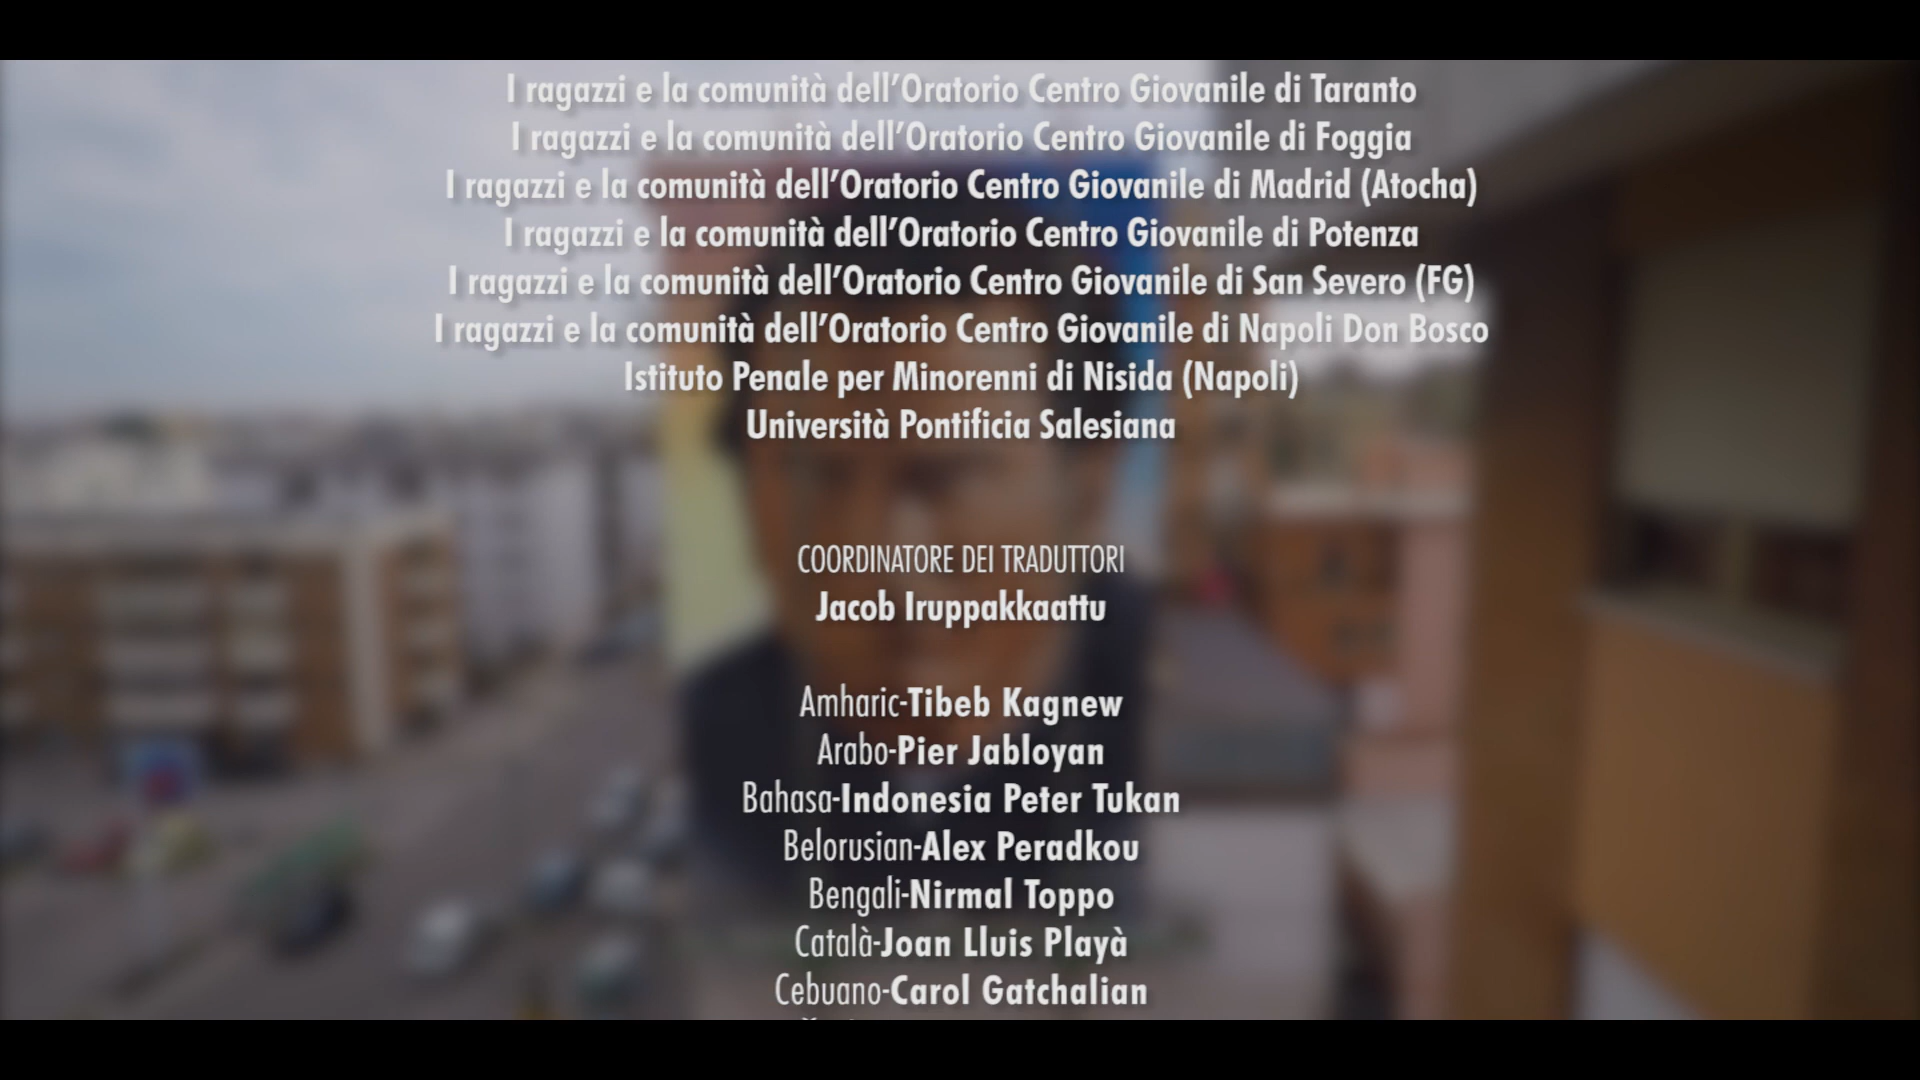 I ragazzi e la comunità dell'Oratorio Centro Giovanile di Taranto
I ragazzi e la comunità dell'Oratorio Centro Giovanile di Foggia
I ragazzi e la comunità dell'Oratorio Centro Giovanile di Madrid (Atocha)
I ragazzi e la comunità dell'Oratorio Centro Giovanile di Potenza
I ragazzi e la comunità dell'Oratorio Centro Giovanile di San Severo (FG)
I ragazzi e la comunità dell'Oratorio Centro Giovanile di Napoli Don Bosco
Istituto Penale per Minorenni di Nisida (Napoli)
Università Pontificia Salesiana
COORDINATORE DEI TRADUTTORI
Jacob Iruppakkaattu
Amharic-Tibeb Kagnew
Arabo-Pier Jabloyan
Bahasa-Indonesia Peter Tukan
Belorusian-Alex Peradkou
Bengali-Nirmal Toppo
Català-Joan Lluis Playà
Cebuano-Carol Gatchalian